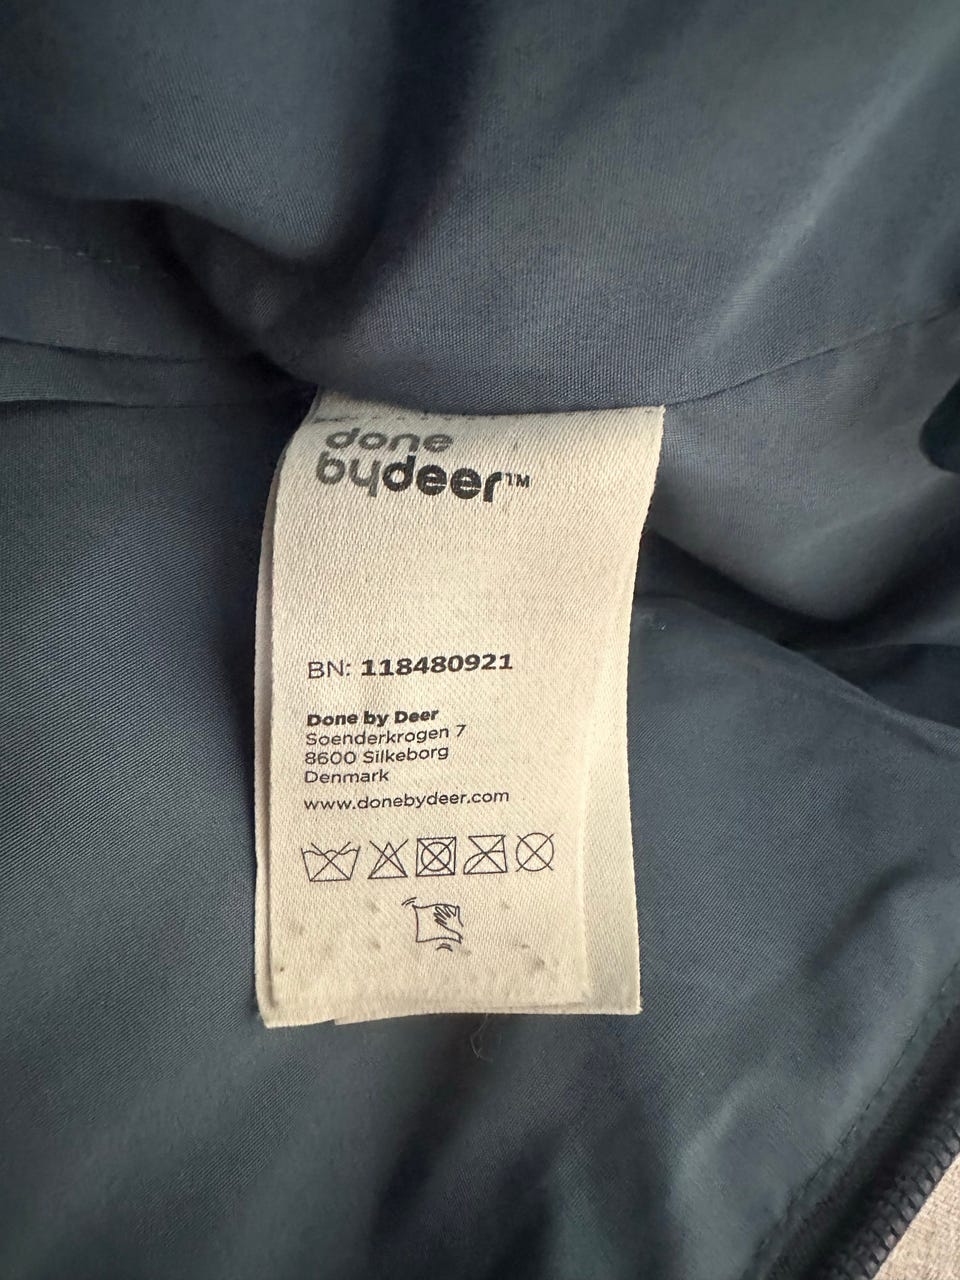 done
bydeer™
BN: 118480921
Done by Deer
Soenderkrogen 7
8600 Silkeborg
Denmark
www.donebydeer.com